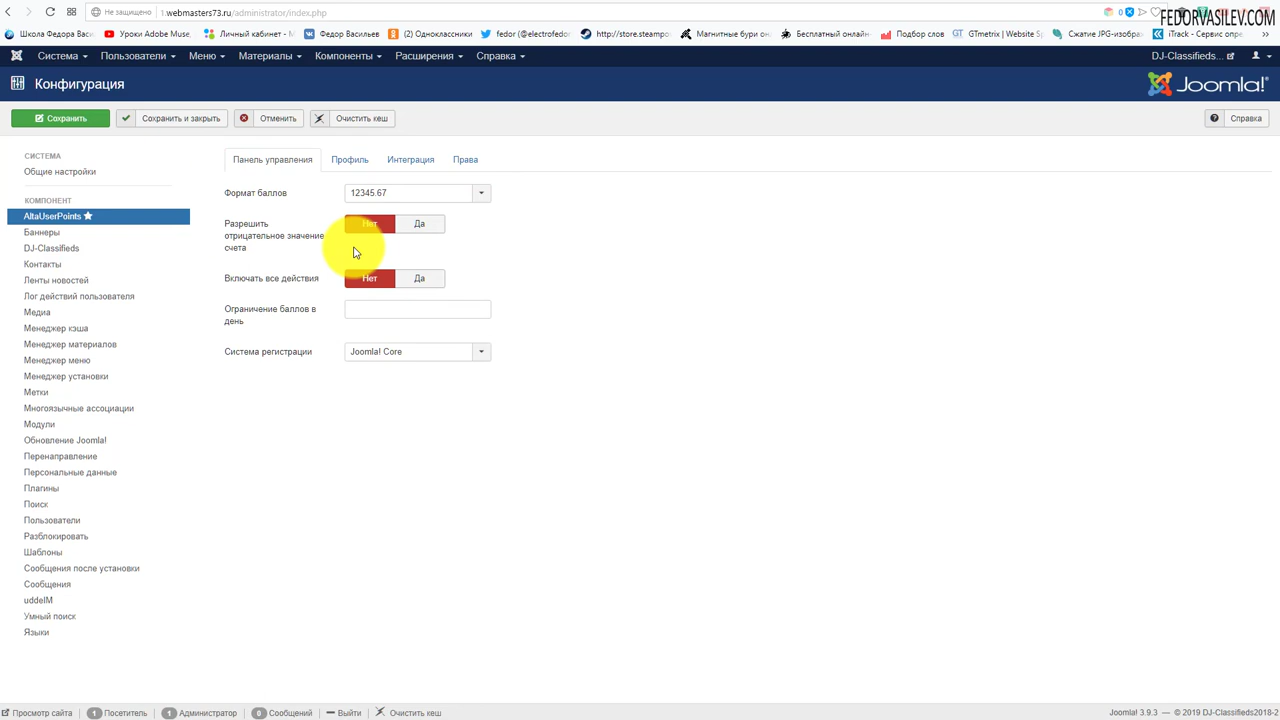 Не защищено 1.webmasters73.ru/administrator/index.php
0
FEDORVASILEV.COM
Школа Федора Васи
Уроки Adobe Muse,
Личный кабинет - М
Федор Васильев
(2) Одноклассники
fedor (@electrofedor
http://store.steampo
Магнитные бури он
Бесплатный онлайн
Подбор слов
GTmetrix | Website S
Сжатие JPG-изобра
iTrack - Сервис опре
Система
Пользователи
Меню
Материалы
Компоненты
Расширения
Справка
DJ-Classifieds...
Конфигурация
Joomla!®
Сохранить
Сохранить и закрыть
Отменить
Очистить кеш
Справка
СИСТЕМА
Общие настройки
КОМПОНЕНТ
AltaUserPoints
Баннеры
DJ-Classifieds
Контакты
Ленты новостей
Лог действий пользователя
Медиа
Менеджер кэша
Менеджер материалов
Менеджер меню
Менеджер установки
Метки
Многоязычные ассоциации
Модули
Обновление Joomla!
Перенаправление
Персональные данные
Плагины
Поиск
Пользователи
Разблокировать
Шаблоны
Сообщения после установки
Сообщения
uddeIM
Умный поиск
Языки
Панель управления
Профиль
Интеграция
Права
Формат баллов
12345.67
Разрешить
отрицательное значение
счета
Нет
Да
Включать все действия
Нет
Да
Ограничение баллов в
день
Система регистрации
Joomla! Core
Просмотр сайта
1 Посетитель
1 Администратор
0 Сообщений
Выйти
Очистить кеш
Joomla! 3.9.3 — © 2019 DJ-Classifieds2018-2